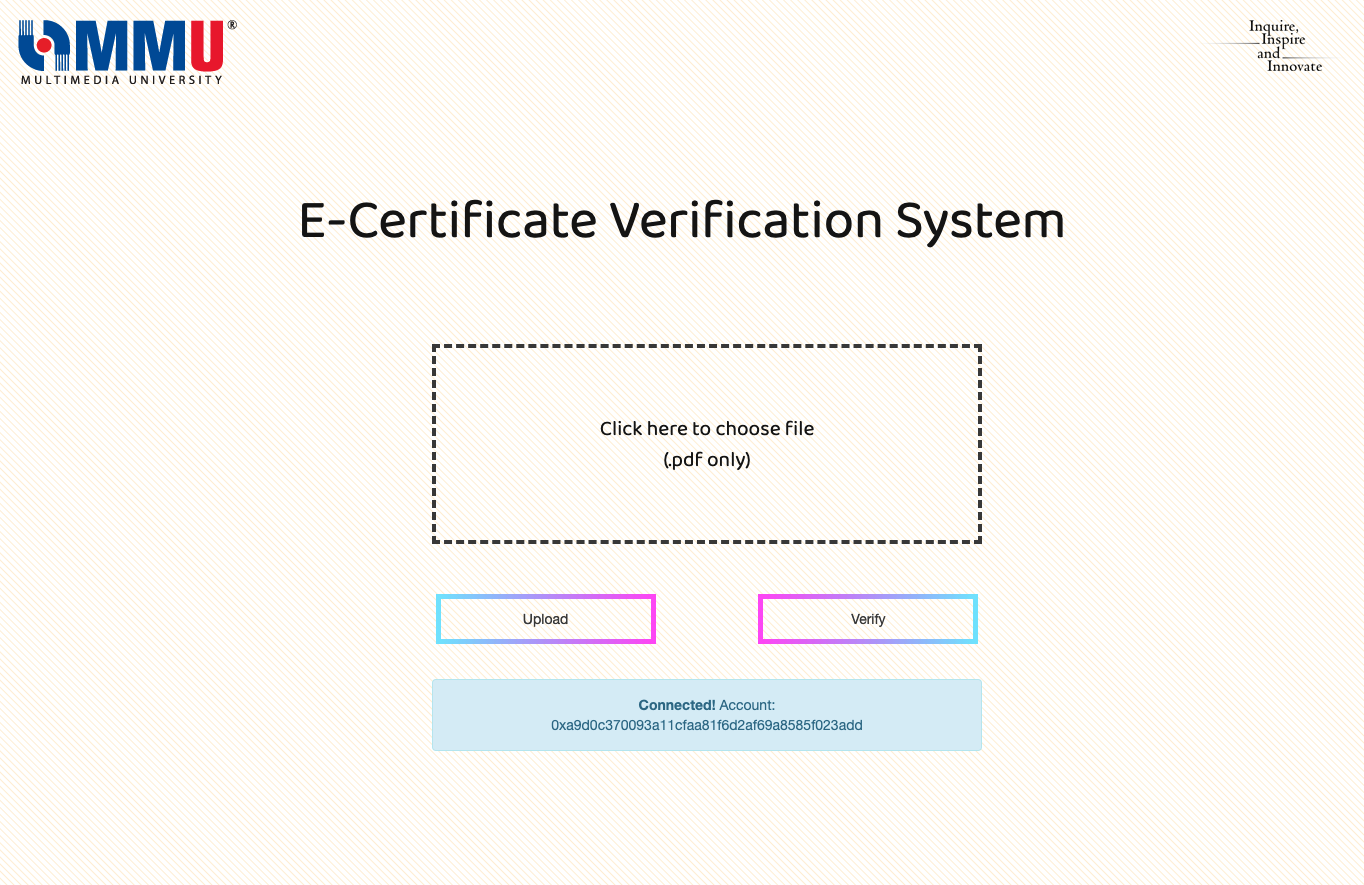 MMU®
MULTIMEDIA UNIVERSITY
Inquire,
Inspire
and
Innovate
E-Certificate Verification System
Click here to choose file
(.pdf only)
Upload
Verify
Connected! Account:
0xa9d0c370093a11cfaa81f6d2af69a8585f023add